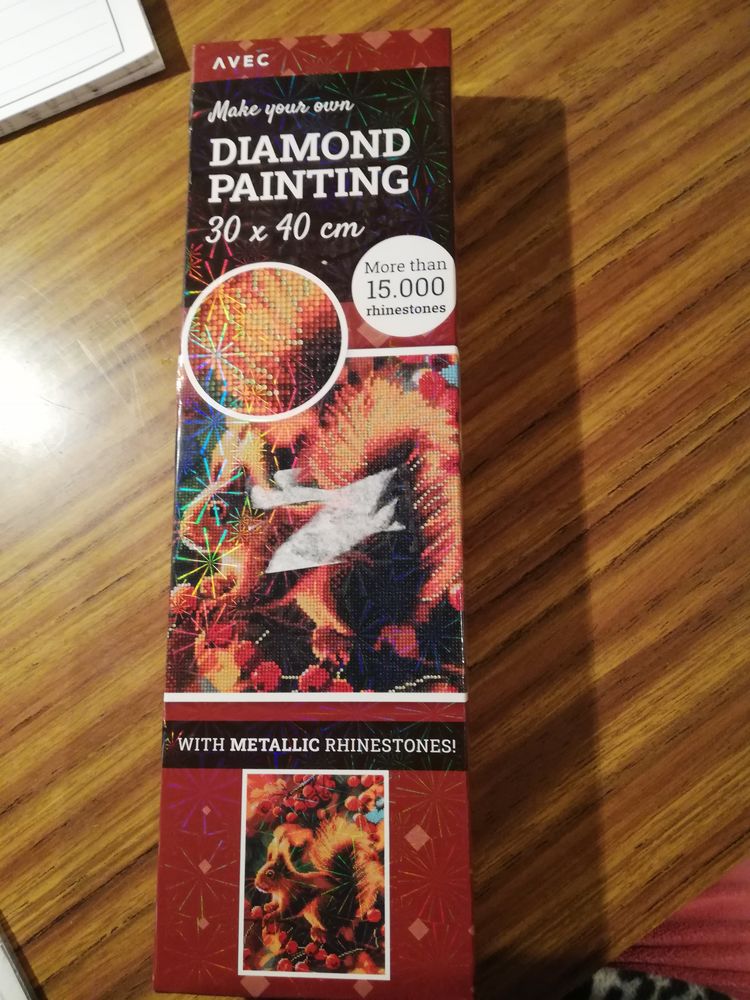 AVEC
Make your own
DIAMOND
PAINTING
30 x 40 cm
More than
15.000
rhinestones
WITH METALLIC RHINESTONES!